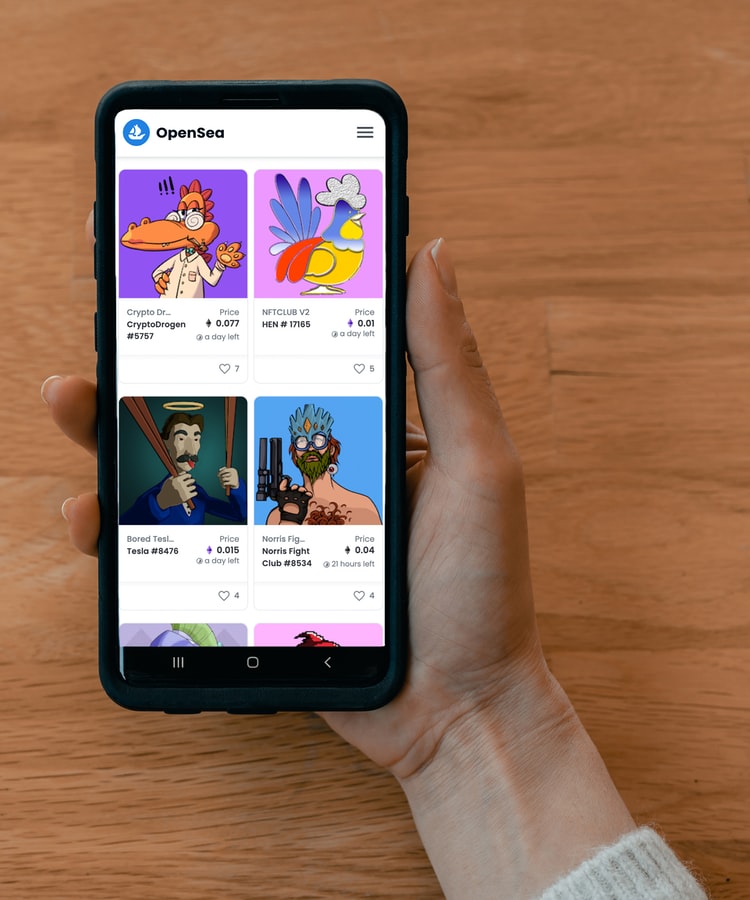 OpenSea
!!!
Crypto Dr... Price
CryptoDrogen 0.077
#5757 a day left
7
NFTCLUB V2 Price
HEN # 17165 0.01
a day left
5
Bored Tesl... Price
Tesla #8476 0.015
a day left
4
Norris Fig... Price
Norris Fight 0.04
Club #8534 21 hours left
4